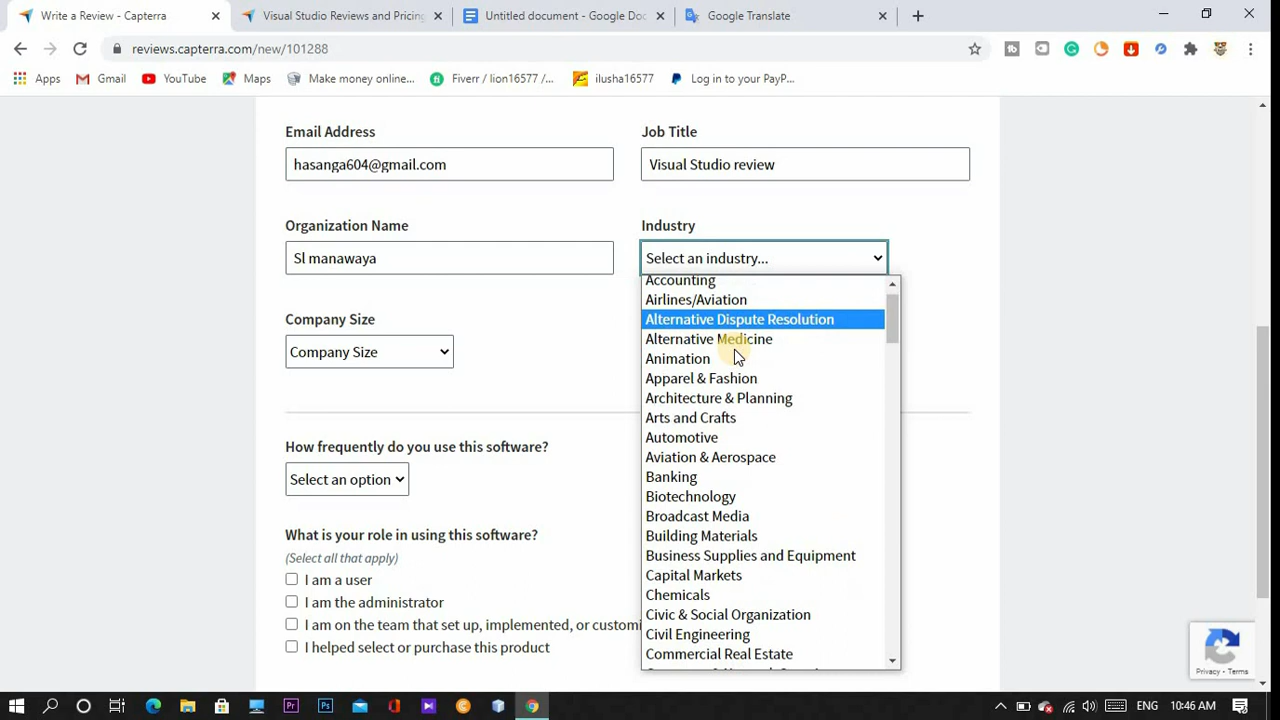 Write a Review - Capterra
Visual Studio Reviews and Pricing
Untitled document - Google Doc
Google Translate
reviews.capterra.com/new/101288
Apps
Gmail
YouTube
Maps
Make money online...
Fiverr / lion16577 /...
ilusha16577
Log in to your PayP...
Email Address
Job Title
hasanga604@gmail.com
Visual Studio review
Organization Name
Industry
Sl manawaya
Select an industry...
Accounting
Airlines/Aviation
Alternative Dispute Resolution
Alternative Medicine
Animation
Apparel & Fashion
Architecture & Planning
Arts and Crafts
Automotive
Aviation & Aerospace
Banking
Biotechnology
Broadcast Media
Building Materials
Business Supplies and Equipment
Capital Markets
Chemicals
Civic & Social Organization
Civil Engineering
Commercial Real Estate
Company Size
Company Size
How frequently do you use this software?
Select an option
What is your role in using this software?
(Select all that apply)
I am a user
I am the administrator
I am on the team that set up, implemented, or customi
I helped select or purchase this product
Privacy - Terms
ENG
10:46 AM